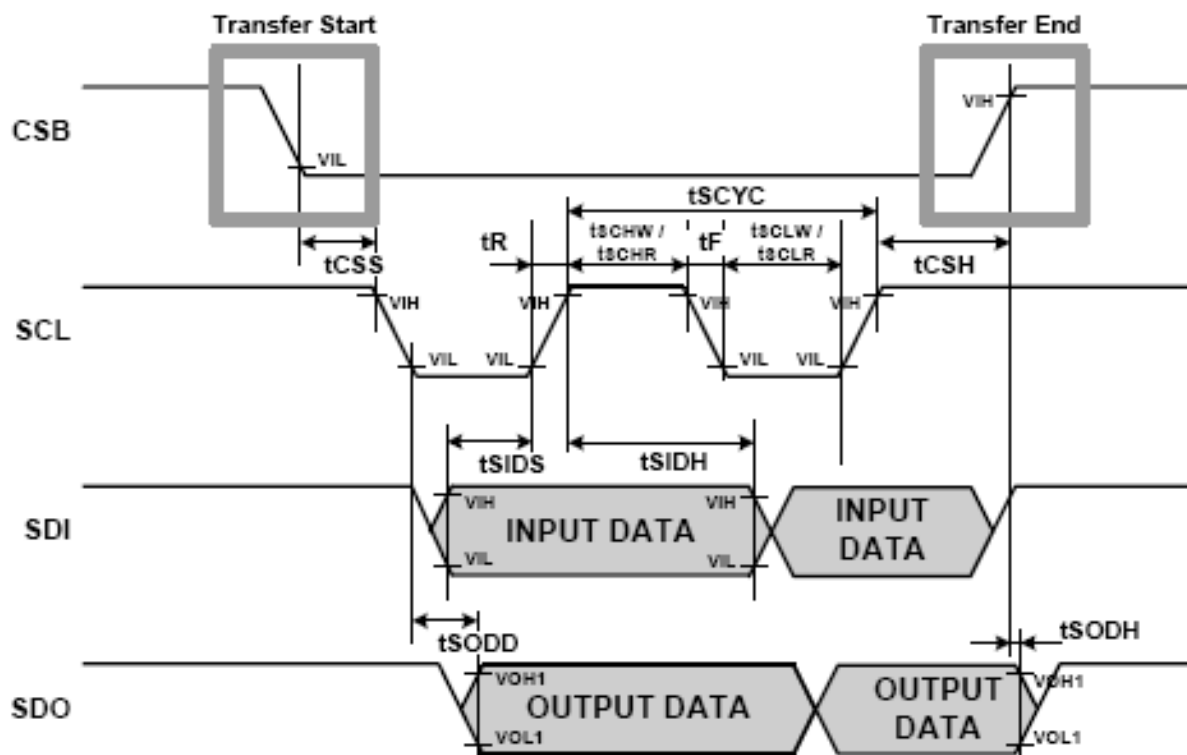 Transfer Start
Transfer End
CSB
VIL
VIH
tSCYC
tCSS
tR
tSCHW /
tSCHR
tF
tSCLW /
tSCLR
tCSH
SCL
VIH
VIH
VIH
VIH
VIL
VIL
VIL
VIL
tSIDS
tSIDH
SDI
VIH
VIL
INPUT DATA
VIH
VIL
INPUT
DATA
tSODD
tSODH
SDO
VOH1
VOL1
OUTPUT DATA
OUTPUT
DATA
VOH1
VOL1